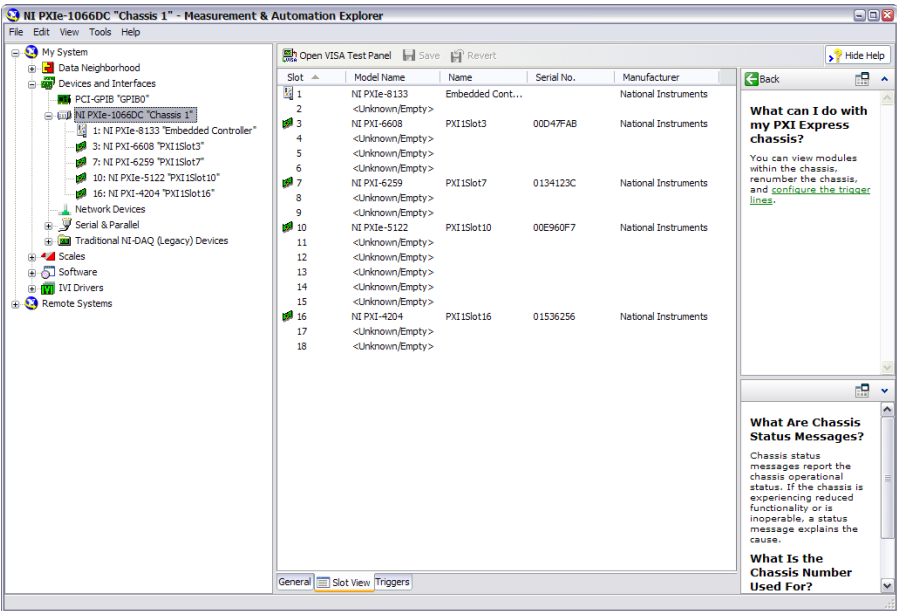 NI PXIe-1066DC "Chassis 1" - Measurement & Automation Explorer
File Edit View Tools Help
My System
Data Neighborhood
Devices and Interfaces
PCI-GPIB "GPIB0"
NI PXIe-1066DC "Chassis 1"
1: NI PXIe-8133 "Embedded Controller"
3: NI PXI-6608 "PXI1Slot3"
7: NI PXI-6259 "PXI1Slot7"
10: NI PXIe-5122 "PXI1Slot10"
16: NI PXI-4204 "PXI1Slot16"
Network Devices
Serial & Parallel
Traditional NI-DAQ (Legacy) Devices
Scales
Software
IVI Drivers
Remote Systems
Open VISA Test Panel Save Revert
Hide Help
Slot Model Name Name Serial No. Manufacturer
1 NI PXIe-8133 Embedded Cont... National Instruments
2 <Unknown/Empty>
3 NI PXI-6608 PXI1Slot3 00D47FAB National Instruments
4 <Unknown/Empty>
5 <Unknown/Empty>
6 <Unknown/Empty>
7 NI PXI-6259 PXI1Slot7 0134123C National Instruments
8 <Unknown/Empty>
9 <Unknown/Empty>
10 NI PXIe-5122 PXI1Slot10 00E960F7 National Instruments
11 <Unknown/Empty>
12 <Unknown/Empty>
13 <Unknown/Empty>
14 <Unknown/Empty>
15 <Unknown/Empty>
16 NI PXI-4204 PXI1Slot16 01536256 National Instruments
17 <Unknown/Empty>
18 <Unknown/Empty>
General Slot View Triggers
Back
What can I do with
my PXI Express
chassis?
You can view modules
within the chassis,
renumber the chassis,
and configure the trigger
lines.
What Are Chassis
Status Messages?
Chassis status
messages report the
chassis operational
status. If the chassis is
experiencing reduced
functionality or is
inoperable, a status
message explains the
cause.
What Is the
Chassis Number
Used For?